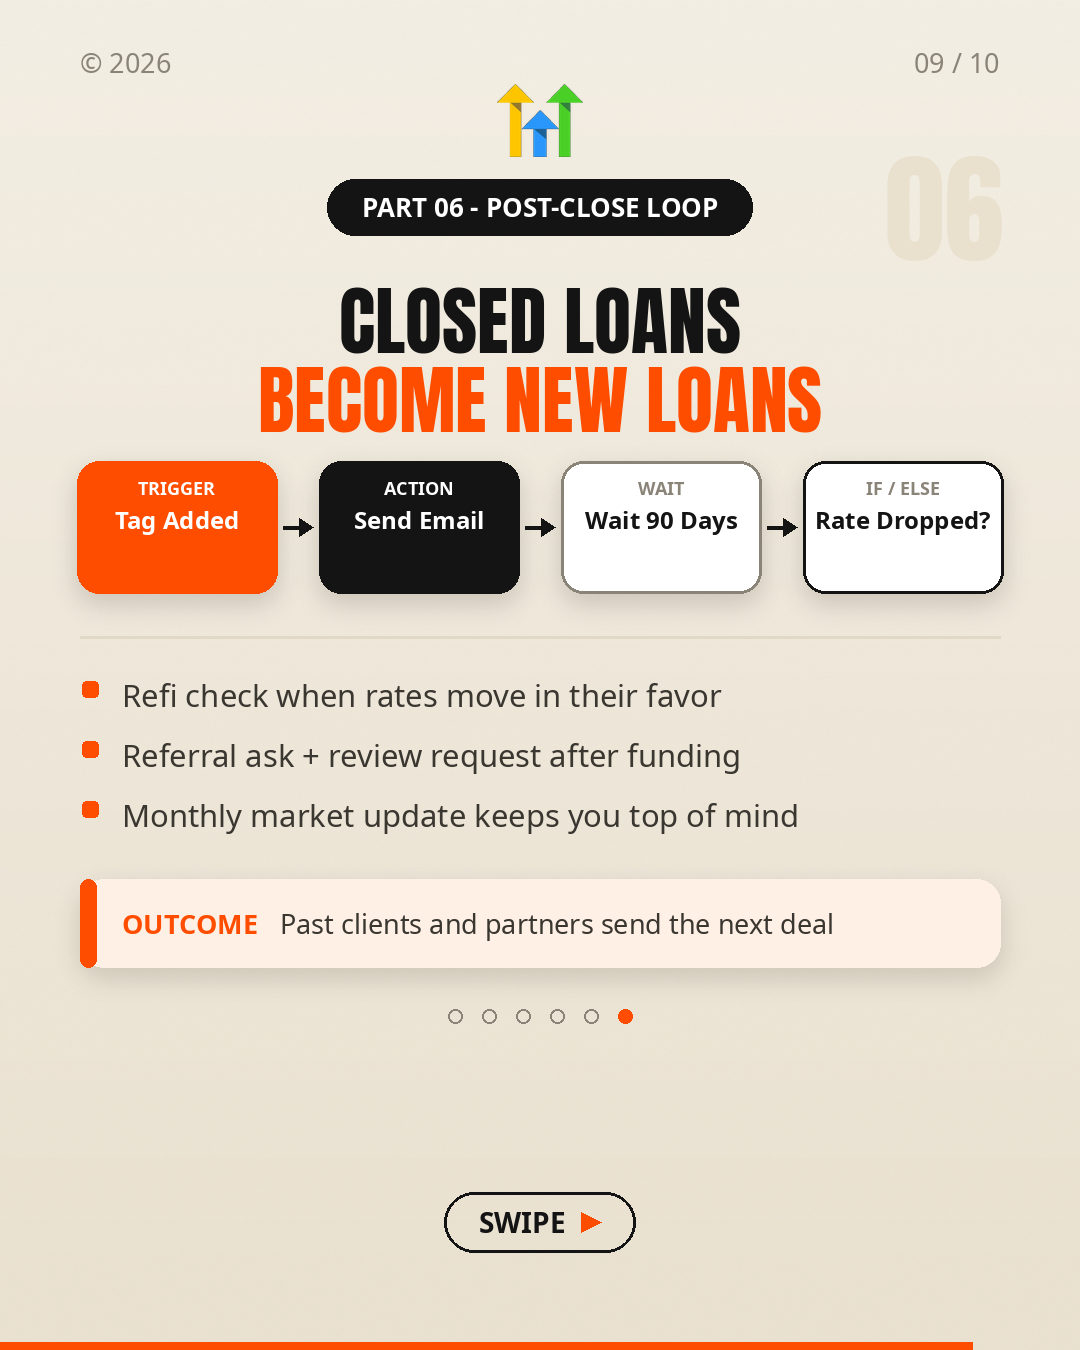 © 2026
09 / 10
PART 06 - POST-CLOSE LOOP
06
CLOSED LOANS
BECOME NEW LOANS
TRIGGER
Tag Added
ACTION
Send Email
WAIT
Wait 90 Days
IF / ELSE
Rate Dropped?
Refi check when rates move in their favor
Referral ask + review request after funding
Monthly market update keeps you top of mind
OUTCOME Past clients and partners send the next deal
SWIPE